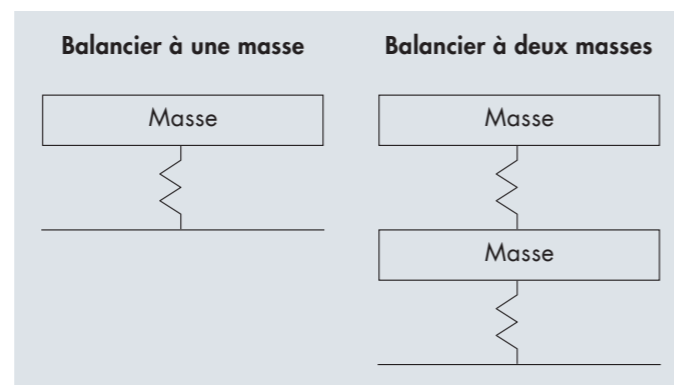 Balancier à une masse
Balancier à deux masses
Masse
Masse
Masse